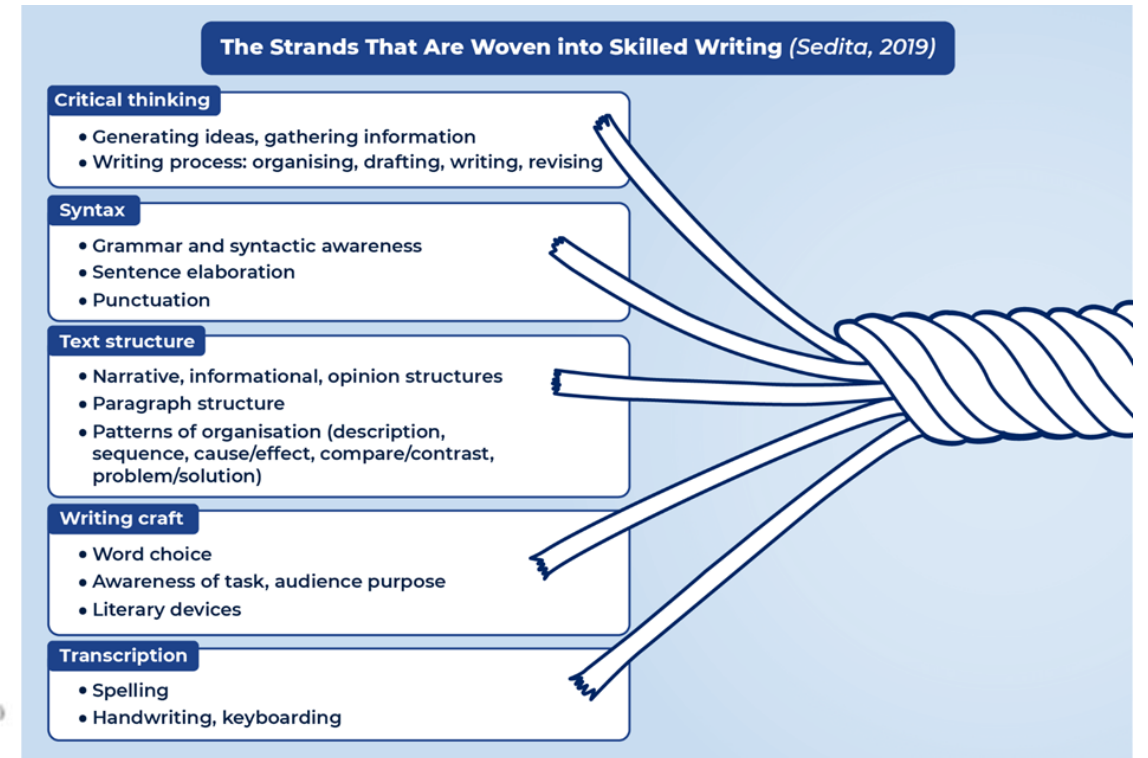 The Strands That Are Woven into Skilled Writing (Sedita, 2019)
Critical thinking
• Generating ideas, gathering information
• Writing process: organising, drafting, writing, revising
Syntax
• Grammar and syntactic awareness
• Sentence elaboration
• Punctuation
Text structure
• Narrative, informational, opinion structures
• Paragraph structure
• Patterns of organisation (description,
sequence, cause/effect, compare/contrast,
problem/solution)
Writing craft
• Word choice
• Awareness of task, audience purpose
• Literary devices
Transcription
• Spelling
• Handwriting, keyboarding